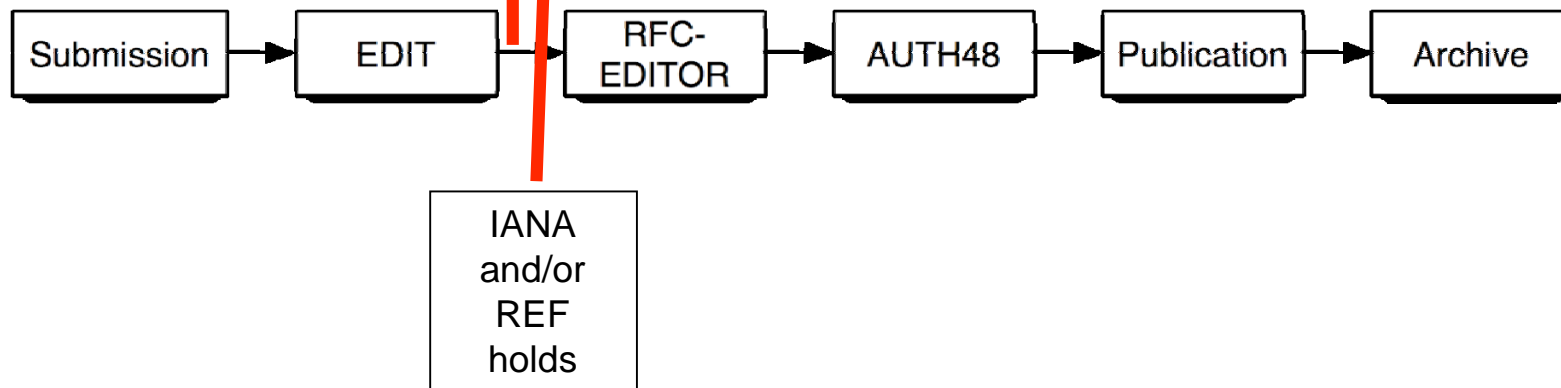 Submission
EDIT
RFC-
EDITOR
AUTH48
Publication
Archive
IANA
and/or
REF
holds